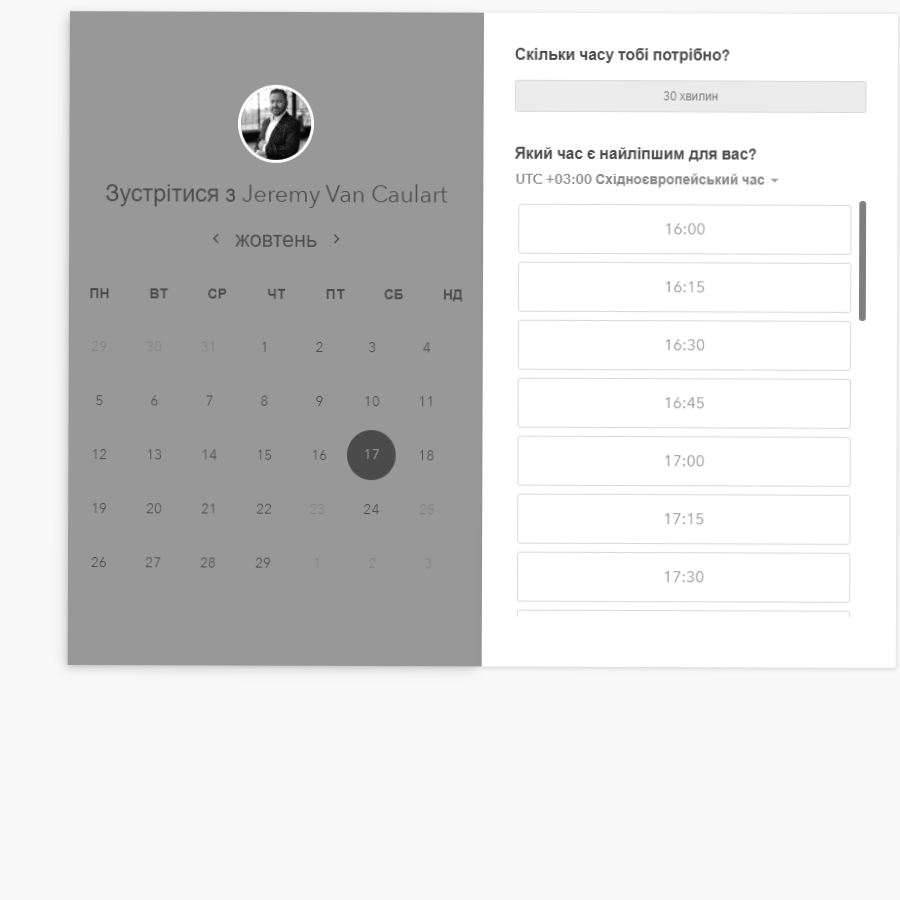 Зустрітися з Jeremy Van Caulart
жовтень
ПН ВТ СР ЧТ ПТ СБ НД
29 30 31 1 2 3 4
5 6 7 8 9 10 11
12 13 14 15 16 17 18
19 20 21 22 23 24 25
26 27 28 29 1 2 3
Скільки часу тобі потрібно?
30 хвилин
Який час є найліпшим для вас?
UTC +03:00 Східноєвропейський час
16:00
16:15
16:30
16:45
17:00
17:15
17:30